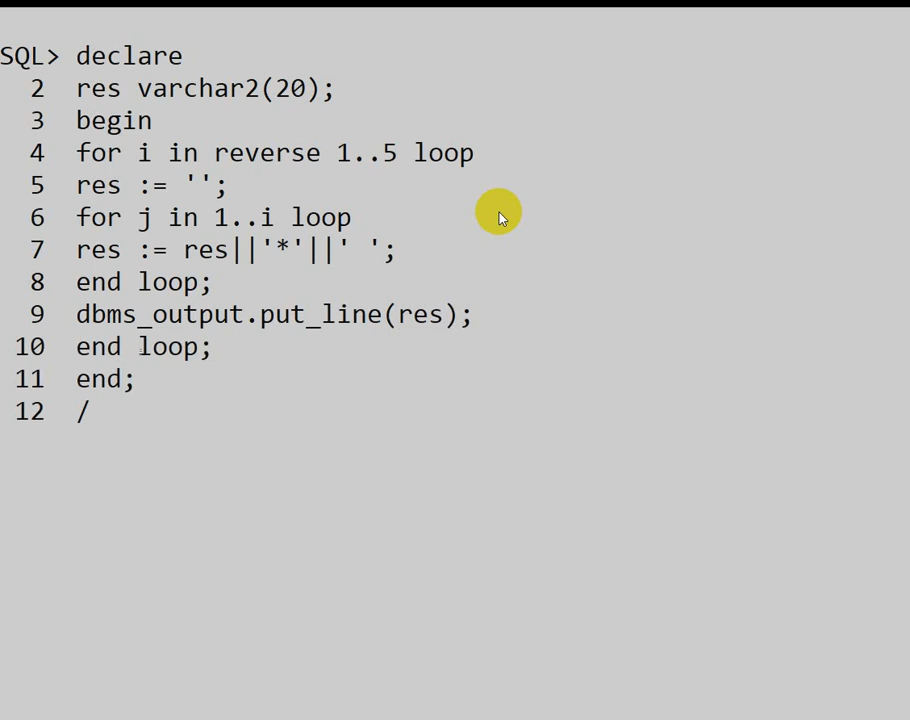 SQL> declare
2 res varchar2(20);
3 begin
4 for i in reverse 1..5 loop
5 res := '';
6 for j in 1..i loop
7 res := res||'*'||' ';
8 end loop;
9 dbms_output.put_line(res);
10 end loop;
11 end;
12 /